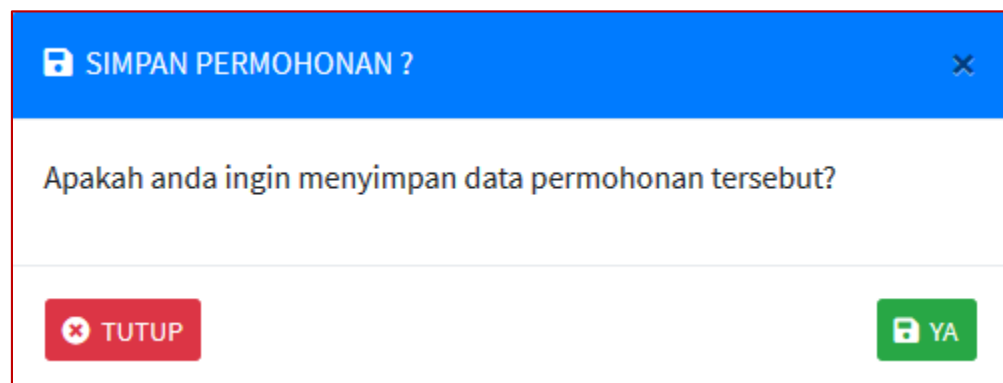 SIMPAN PERMOHONAN ?
Apakah anda ingin menyimpan data permohonan tersebut?
TUTUP
YA